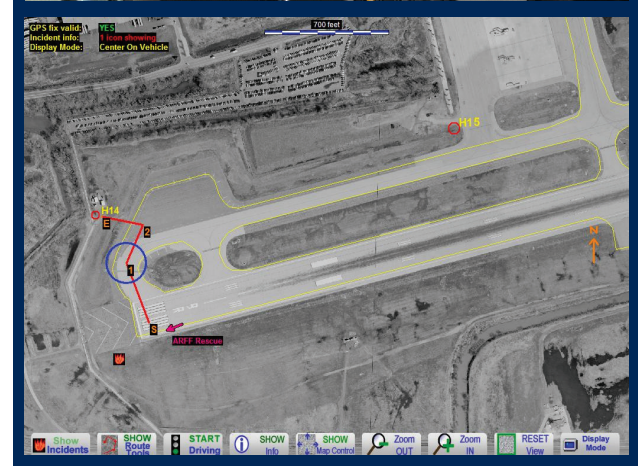 GPS fix valid: YES
Incident info: 1 icon showing
Display Mode: Center On Vehicle
700 feet
H15
H14
E
2
1
N
S
ARFF Rescue
Show Incidents
SHOW Route Tools
START Driving
SHOW Info
SHOW Map Control
Zoom OUT
Zoom IN
RESET View
Display Mode